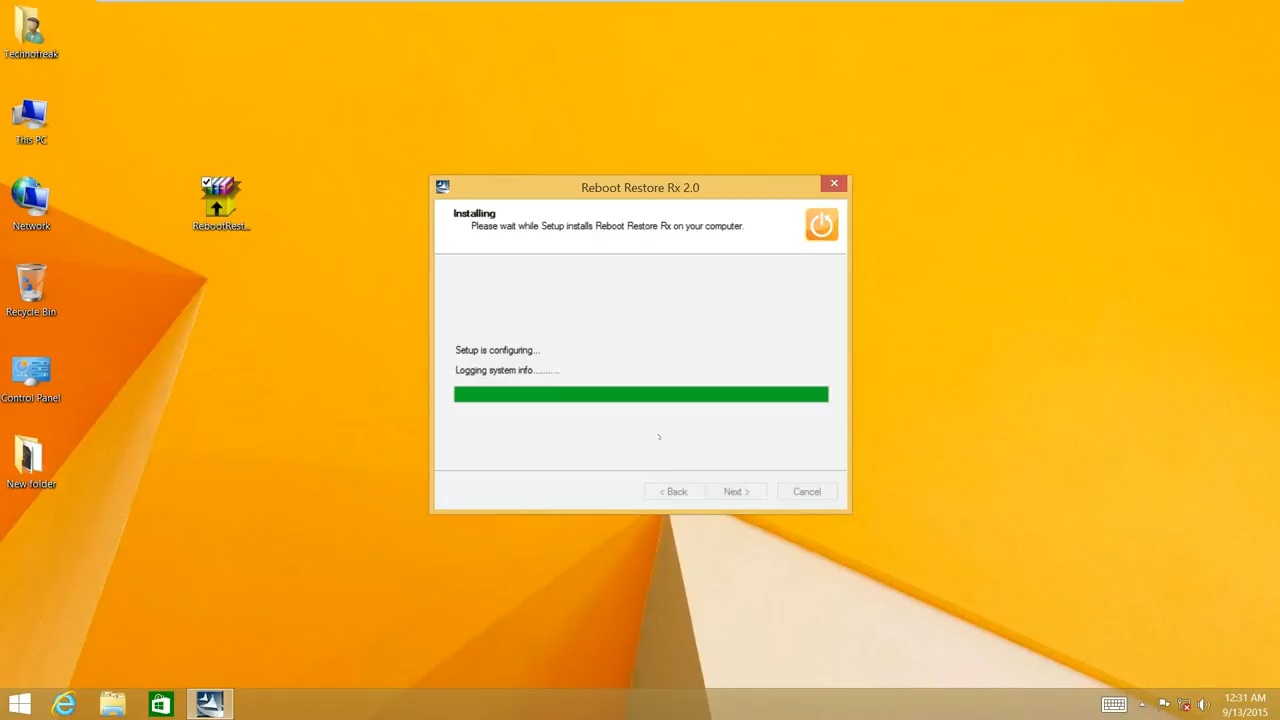 Technofreak
This PC
Network
Recycle Bin
Control Panel
New folder
RebootRest...
Reboot Restore Rx 2.0
Installing
Please wait while Setup installs Reboot Restore Rx on your computer.
Setup is configuring...
Logging system info..........
< Back
Next >
Cancel
12:31 AM
9/13/2015